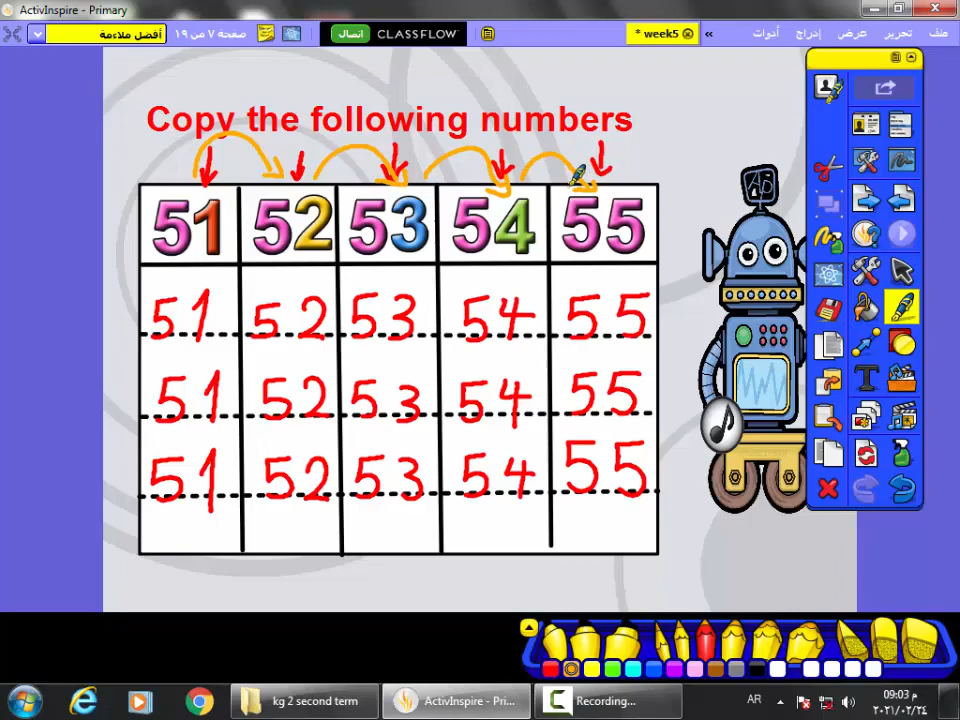 ActivInspire - Primary
أفضل ملاءمة صفحة ٧ من ١٩ اتصال CLASSFLOW * week5 » أدوات إدراج عرض تحرير ملف
Copy the following numbers
51 52 53 54 55
51 52 53 54 55
51 52 53 54 55
51 52 53 54 55
kg 2 second term
ActivInspire - Pri...
Recording...
AR
09:03 م
٢٠٢١/٠٢/٢٤